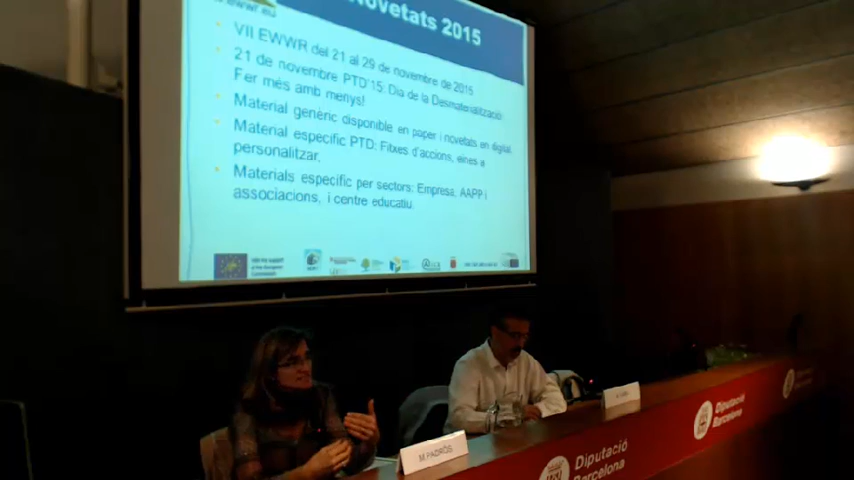 ewwr.eu
Novetats 2015
VII EWWR del 21 al 29 de novembre de 2015
21 de novembre PTD'15: Dia de la Desmaterialització
Fer més amb menys!
Material genèric disponible en paper i novetats en digital.
Material específic PTD: Fitxes d'accions, eines a
personalitzar,
Materials específic per sectors: Empresa, AAPP i
associacions, i centre educatiu.
M.PADRÓS
Diputació
Barcelona
Diputació
Barcelona